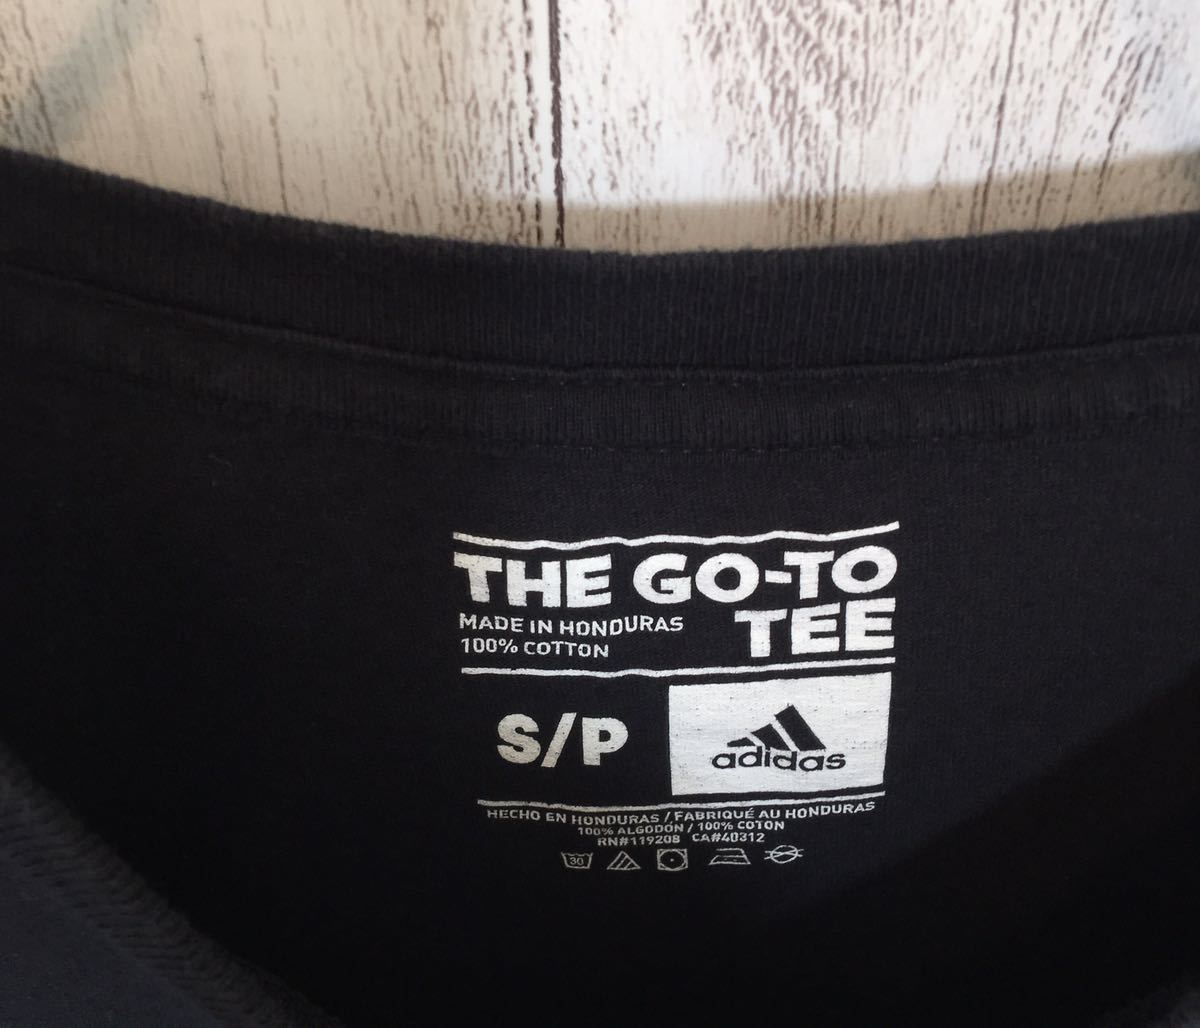 THE GO-TO
TEE
MADE IN HONDURAS
100% COTTON
S/P
adidas
HECHO EN HONDURAS / FABRIQUÉ AU HONDURAS
100% ALGODÓN / 100% COTON
RN#119208 CA#40312
30